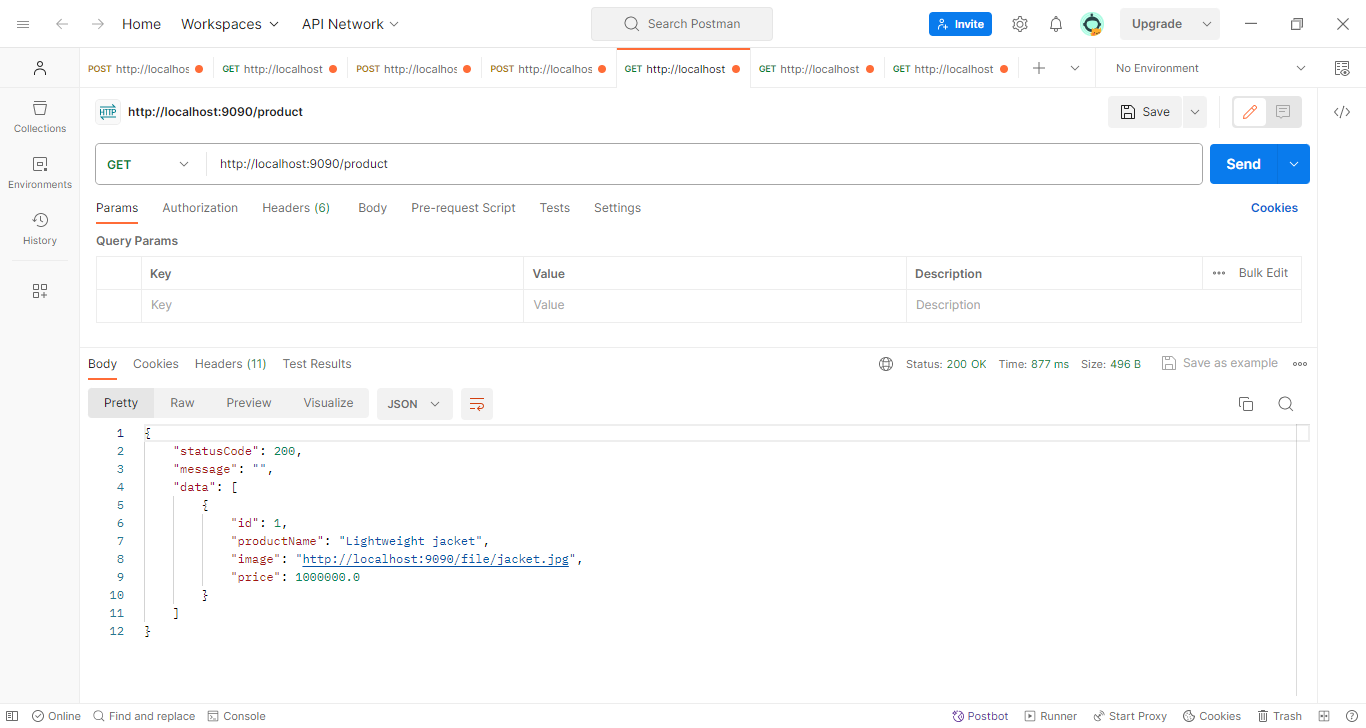 Home Workspaces API Network Search Postman Invite Upgrade
POST http://localhos GET http://localhost POST http://localhos POST http://localhos GET http://localhost GET http://localhost GET http://localhost No Environment
HTTP http://localhost:9090/product Save </>
Collections
GET http://localhost:9090/product Send
Environments
Params Authorization Headers (6) Body Pre-request Script Tests Settings Cookies
History
Query Params
Key Value Description Bulk Edit
Key Value Description
Body Cookies Headers (11) Test Results Status: 200 OK Time: 877 ms Size: 496 B Save as example
Pretty Raw Preview Visualize JSON
1 {
2 "statusCode": 200,
3 "message": "",
4 "data": [
5 {
6 "id": 1,
7 "productName": "Lightweight jacket",
8 "image": "http://localhost:9090/file/jacket.jpg",
9 "price": 1000000.0
10 }
11 ]
12 }
Online Find and replace Console Postbot Runner Start Proxy Cookies Trash